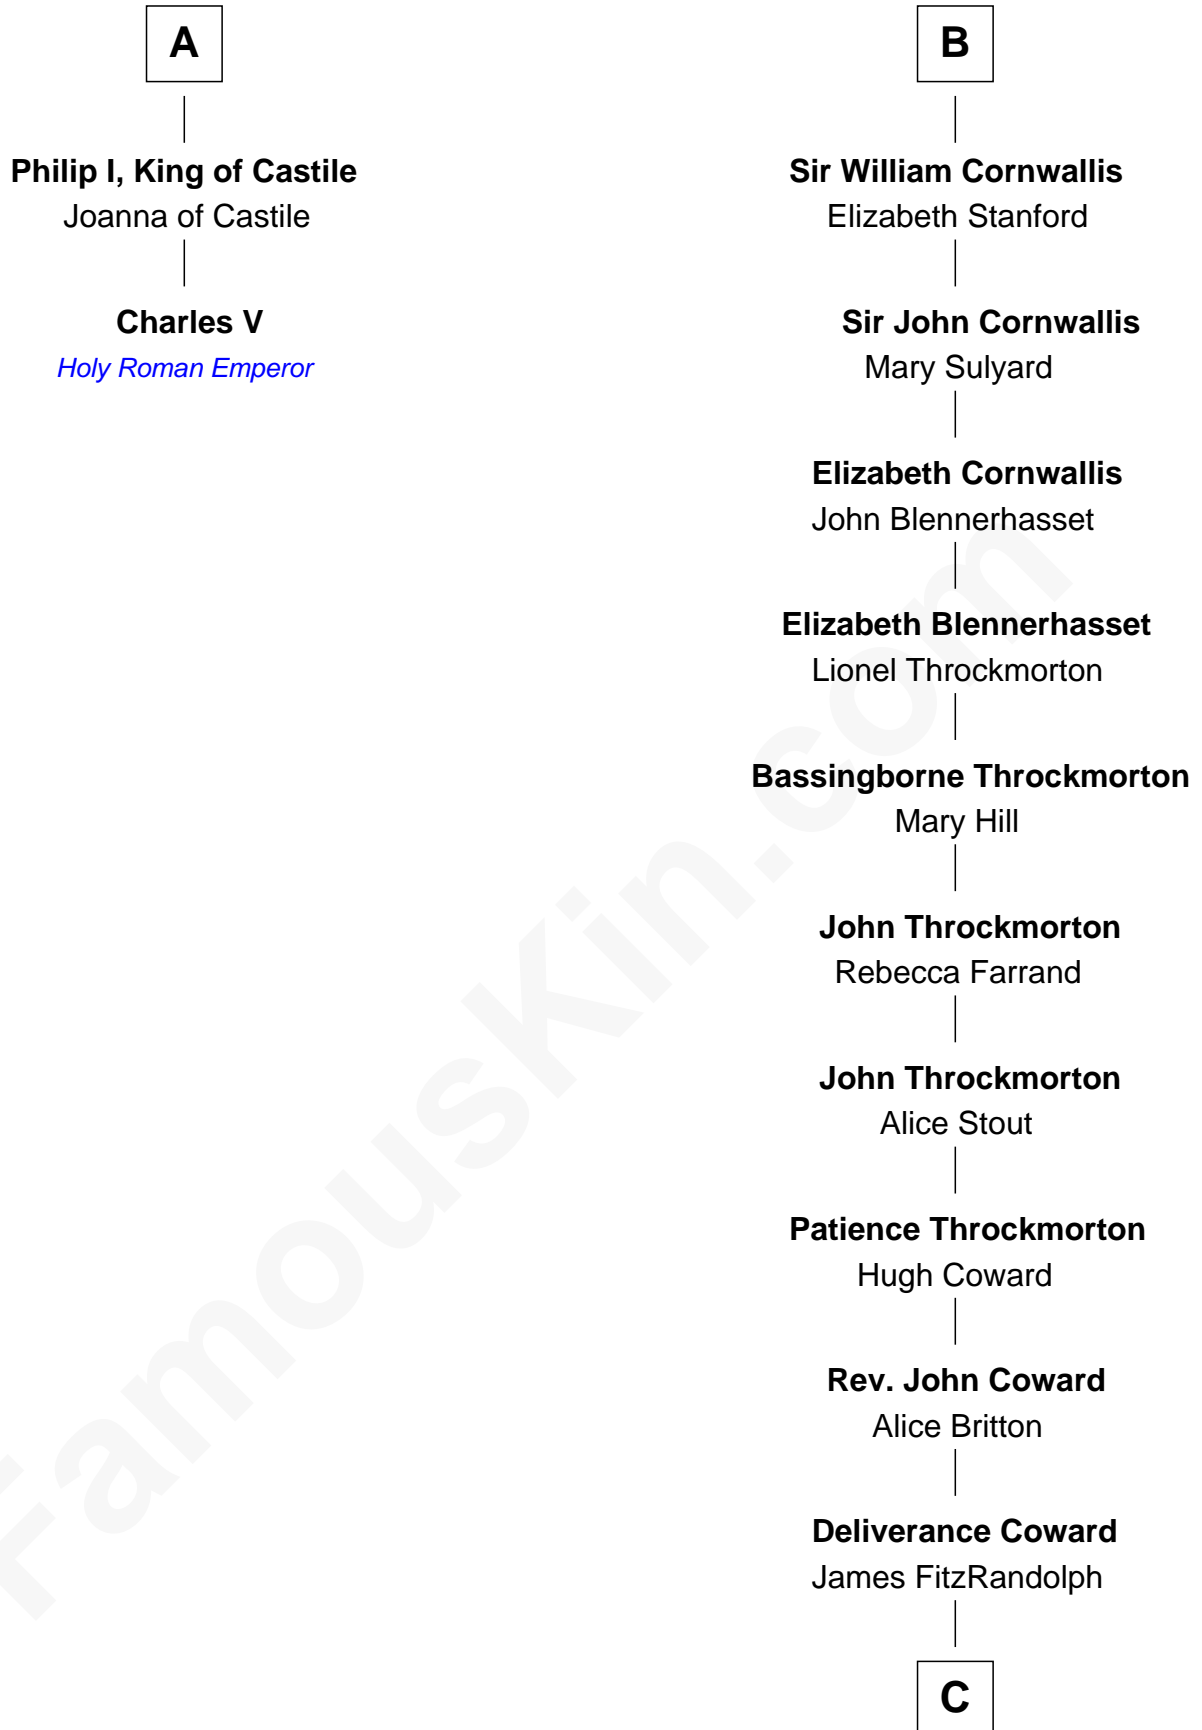 A
Philip I, King of Castile
Joanna of Castile
Charles V
Holy Roman Emperor
B
Sir William Cornwallis
Elizabeth Stanford
Sir John Cornwallis
Mary Sulyard
Elizabeth Cornwallis
John Blennerhasset
Elizabeth Blennerhasset
Lionel Throckmorton
Bassingborne Throckmorton
Mary Hill
John Throckmorton
Rebecca Farrand
John Throckmorton
Alice Stout
Patience Throckmorton
Hugh Coward
Rev. John Coward
Alice Britton
Deliverance Coward
James FitzRandolph
C
FamousKin.com